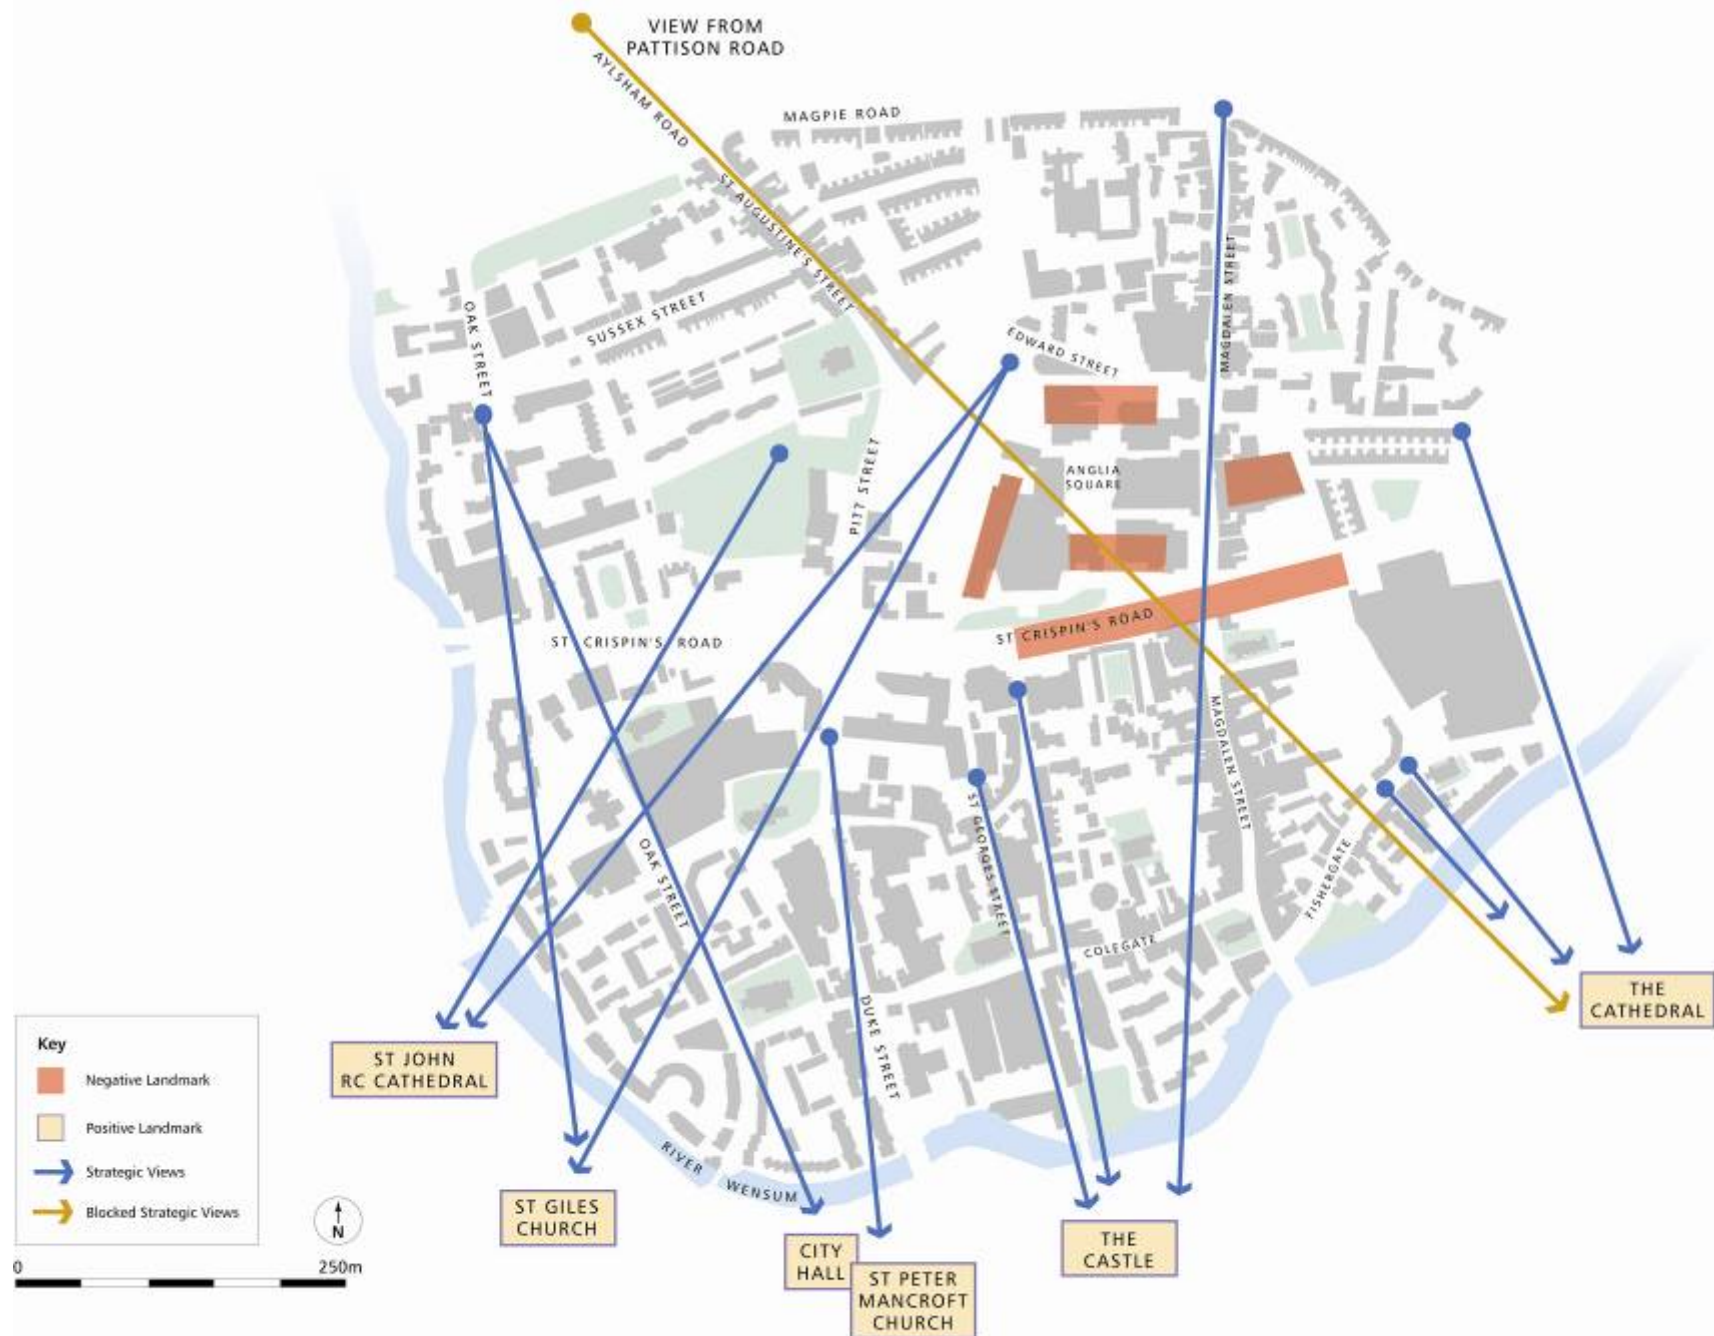 VIEW FROM
PATTISON ROAD
AYLSHAM ROAD
MAGPIE ROAD
ST AUGUSTINE'S STREET
MAGDALEN STREET
OAK STREET
SUSSEX STREET
EDWARD STREET
PITT STREET
ANGLIA
SQUARE
ST CRISPIN'S ROAD
ST CRISPIN'S ROAD
MAGDALEN STREET
OAK STREET
ST GEORGES STREET
FISHERGATE
COLEGATE
DUKE STREET
RIVER
WENSUM
THE
CATHEDRAL
ST JOHN
RC CATHEDRAL
ST GILES
CHURCH
CITY
HALL
ST PETER
MANCROFT
CHURCH
THE
CASTLE
Key
Negative Landmark
Positive Landmark
Strategic Views
Blocked Strategic Views
N
0
250m